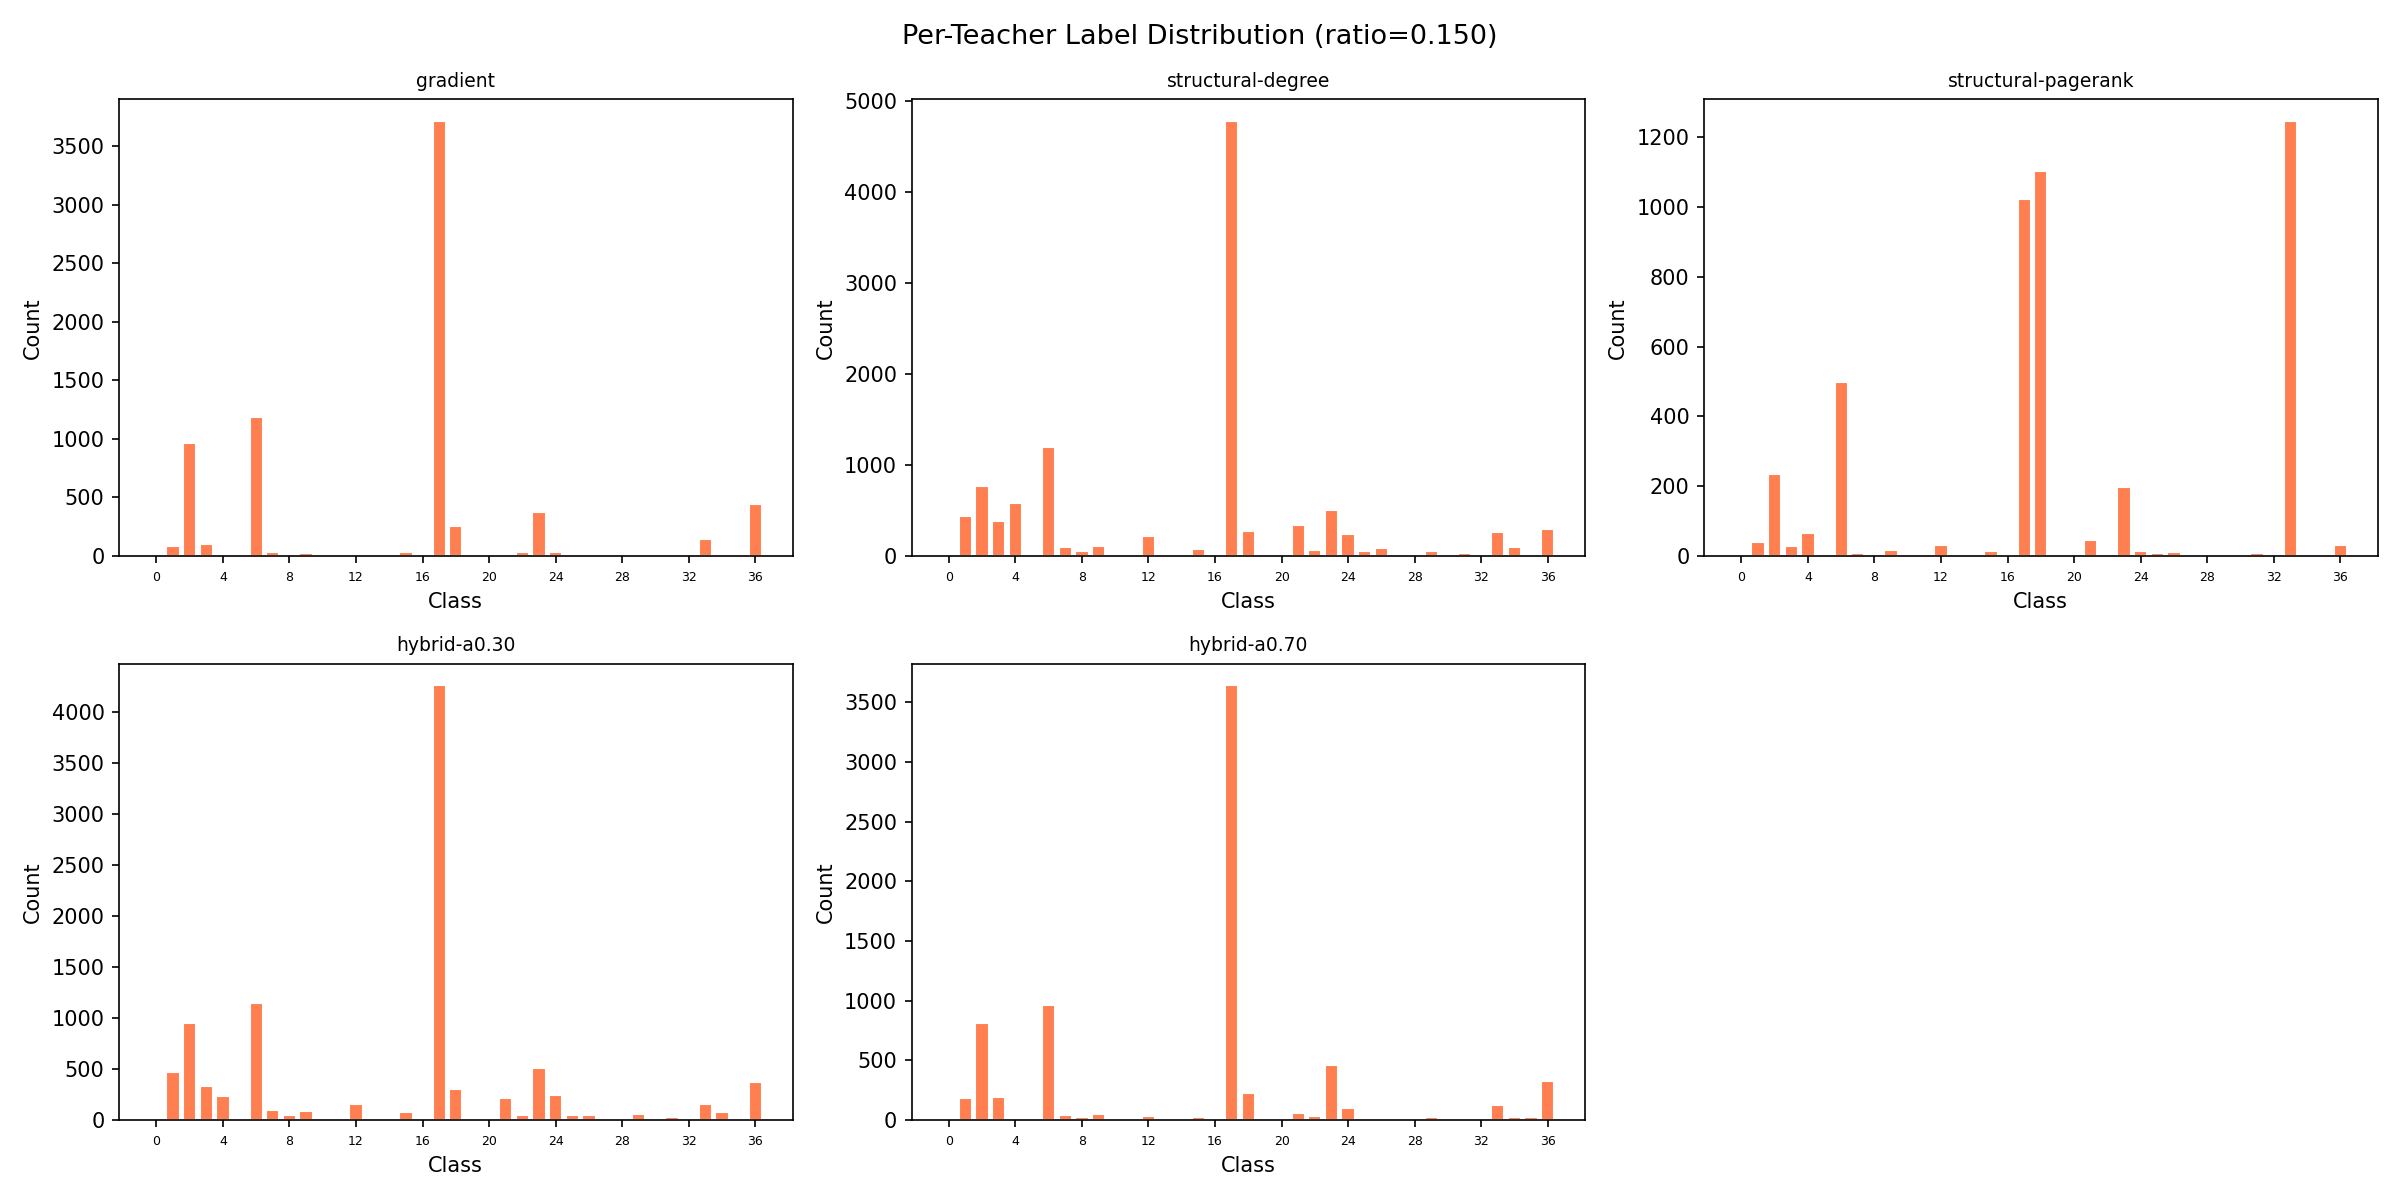 Per-Teacher Label Distribution (ratio=0.150)
gradient
Count
3500
3000
2500
2000
1500
1000
500
0
0 4 8 12 16 20 24 28 32 36
Class
structural-degree
Count
5000
4000
3000
2000
1000
0
0 4 8 12 16 20 24 28 32 36
Class
structural-pagerank
Count
1200
1000
800
600
400
200
0
0 4 8 12 16 20 24 28 32 36
Class
hybrid-a0.30
Count
4000
3500
3000
2500
2000
1500
1000
500
0
0 4 8 12 16 20 24 28 32 36
Class
hybrid-a0.70
Count
3500
3000
2500
2000
1500
1000
500
0
0 4 8 12 16 20 24 28 32 36
Class